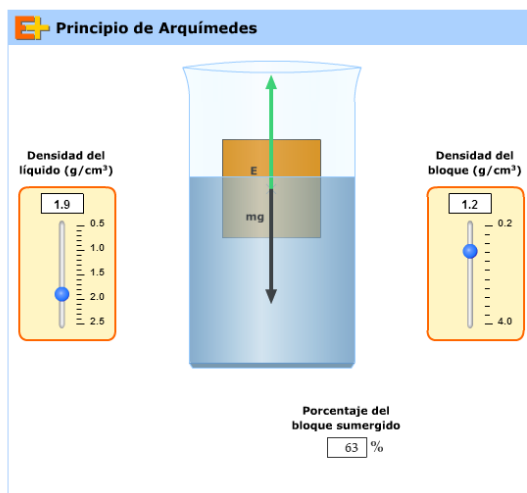 E+ Principio de Arquímedes
Densidad del
líquido (g/cm³)
1.9
0.5
1.0
1.5
2.0
2.5
E
mg
Densidad del
bloque (g/cm³)
1.2
0.2
4.0
Porcentaje del
bloque sumergido
63 %